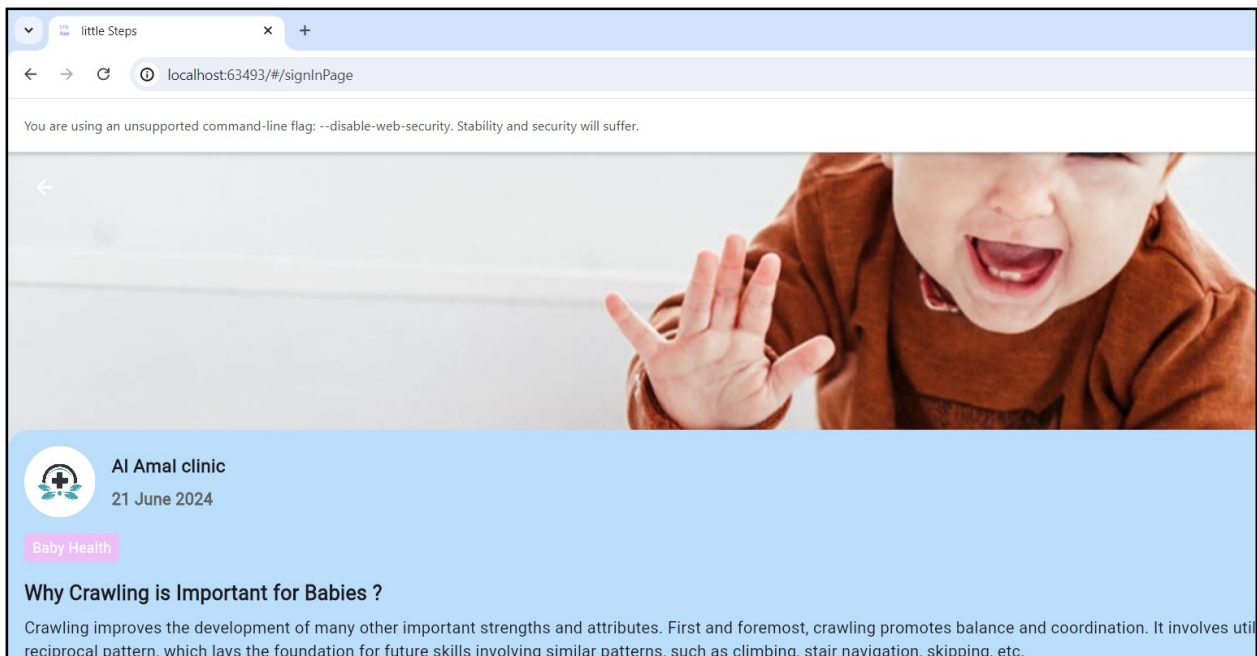 little Steps
localhost:63493/#/signInPage
You are using an unsupported command-line flag: --disable-web-security. Stability and security will suffer.
Al Amal clinic
21 June 2024
Baby Health
Why Crawling is Important for Babies ?
Crawling improves the development of many other important strengths and attributes. First and foremost, crawling promotes balance and coordination. It involves util
reciprocal pattern, which lays the foundation for future skills involving similar patterns, such as climbing, stair navigation, skipping, etc.